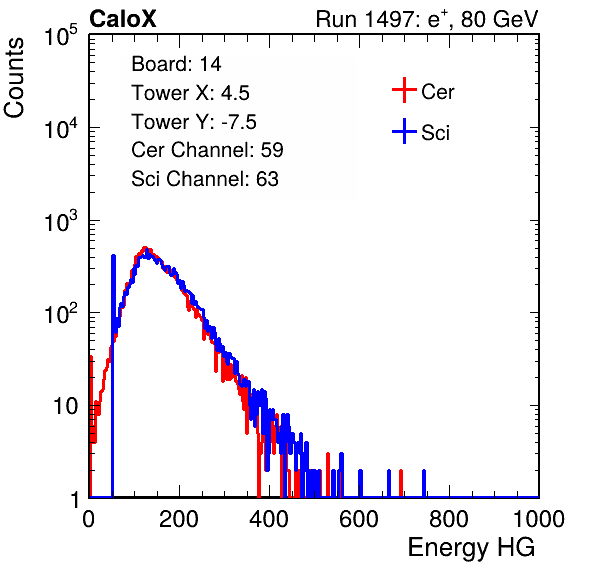 CaloX Run 1497: e⁺, 80 GeV
Counts
Board: 14
Tower X: 4.5
Tower Y: -7.5
Cer Channel: 59
Sci Channel: 63
Cer
Sci
10⁵
10⁴
10³
10²
10
1
0 200 400 600 800 1000
Energy HG